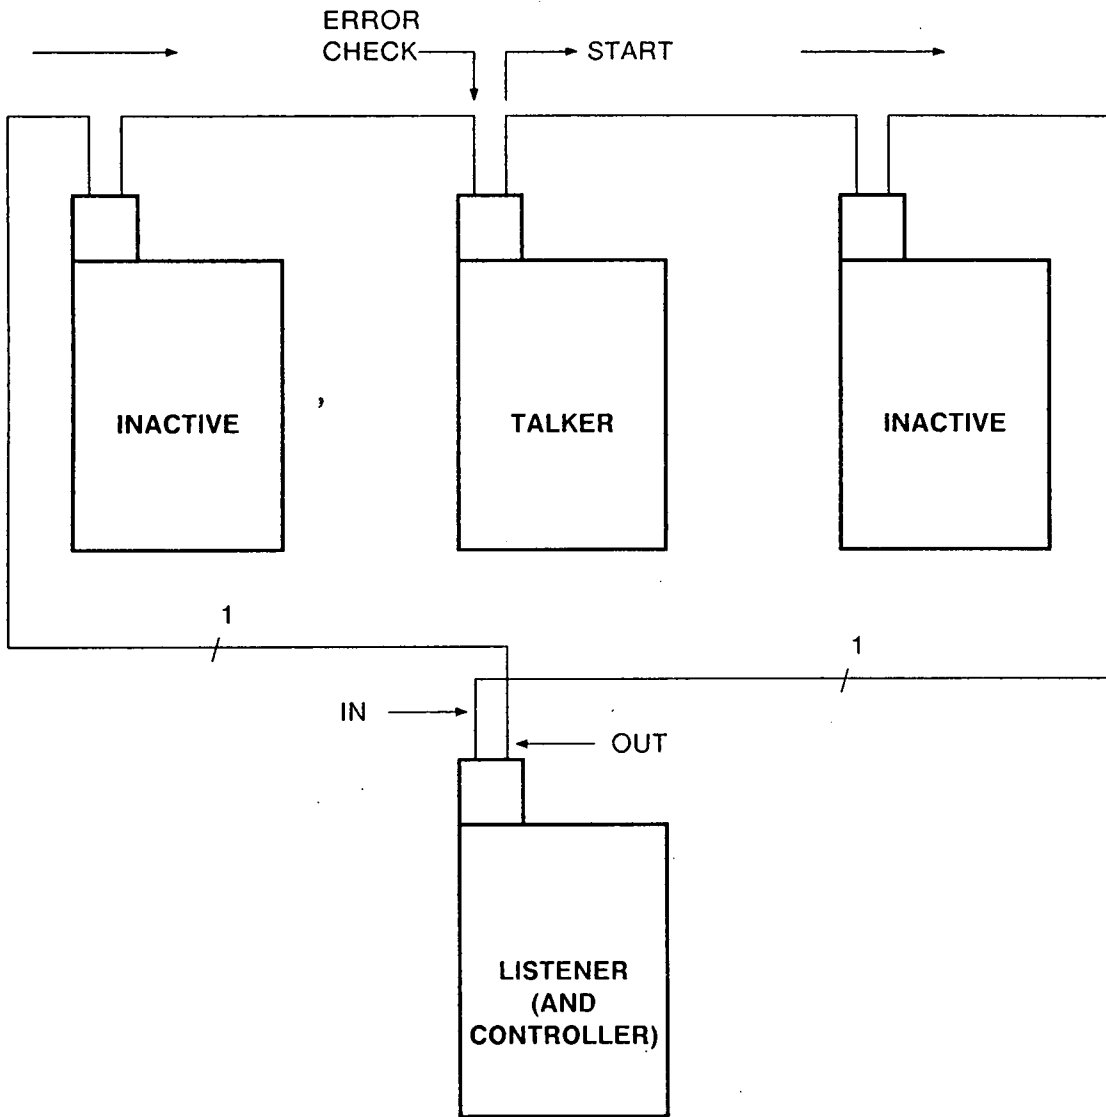 ERROR
CHECK
START
INACTIVE
TALKER
INACTIVE
1
1
IN
OUT
LISTENER
(AND
CONTROLLER)